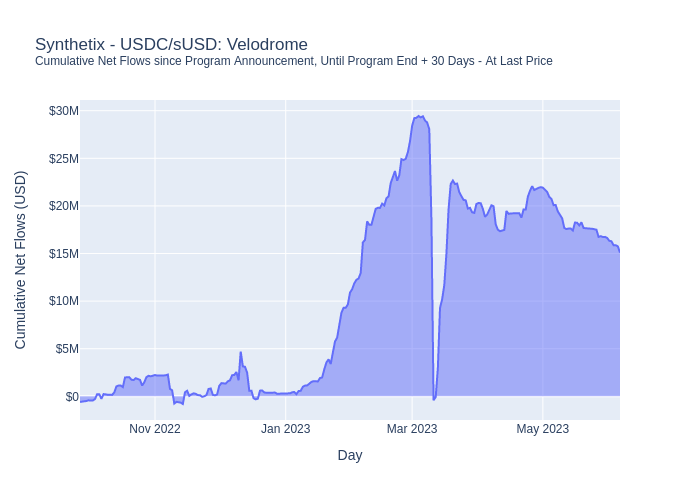 Synthetix - USDC/sUSD: Velodrome
Cumulative Net Flows since Program Announcement, Until Program End + 30 Days - At Last Price
Cumulative Net Flows (USD)
$30M
$25M
$20M
$15M
$10M
$5M
$0
Nov 2022
Jan 2023
Mar 2023
May 2023
Day